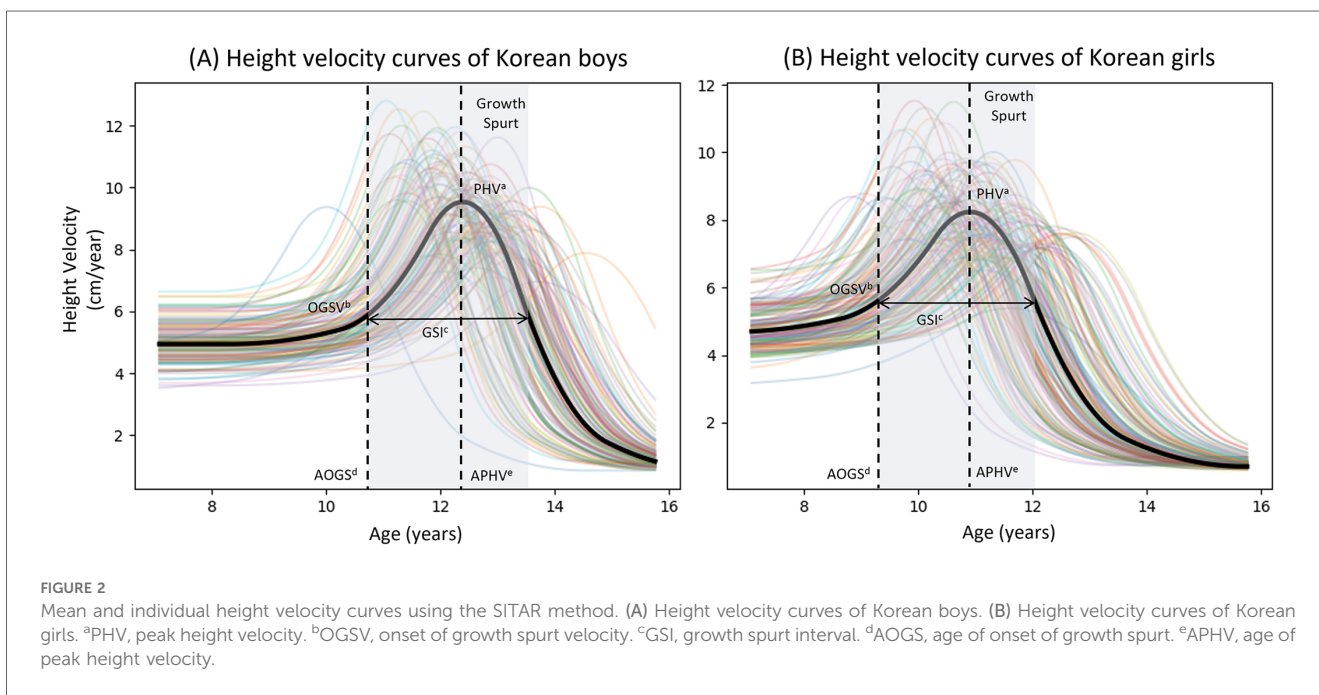 (A) Height velocity curves of Korean boys
Height Velocity
(cm/year)
12
10
8
6
4
2
Growth
Spurt
PHVᵃ
OGSVᵇ
GSIᶜ
AOGSᵈ
APHVᵉ
8
10
12
14
16
Age (years)
(B) Height velocity curves of Korean girls
12
10
8
6
4
2
Growth
Spurt
PHVᵃ
OGSVᵇ
GSIᶜ
AOGSᵈ
APHVᵉ
8
10
12
14
16
Age (years)
FIGURE 2
Mean and individual height velocity curves using the SITAR method. (A) Height velocity curves of Korean boys. (B) Height velocity curves of Korean
girls. ᵃPHV, peak height velocity. ᵇOGSV, onset of growth spurt velocity. ᶜGSI, growth spurt interval. ᵈAOGS, age of onset of growth spurt. ᵉAPHV, age of
peak height velocity.